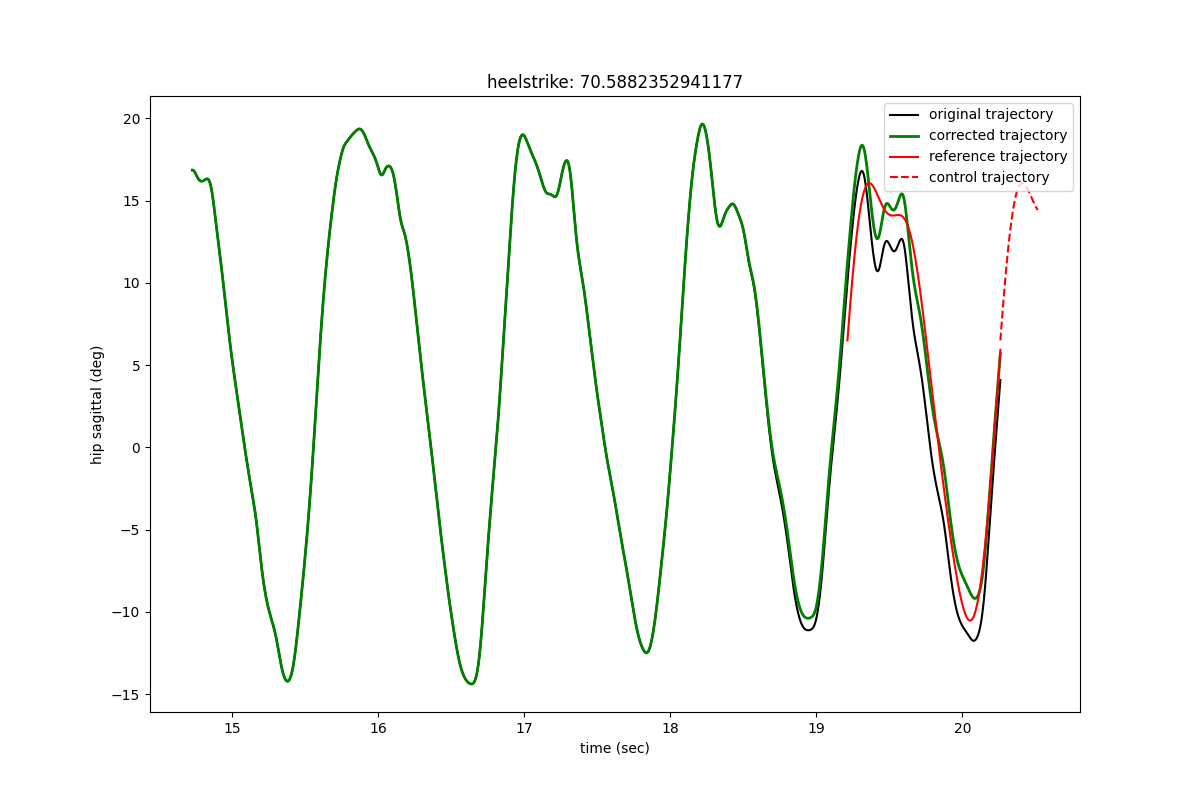 heelstrike: 70.5882352941177
original trajectory
corrected trajectory
reference trajectory
control trajectory
20
15
10
5
0
−5
−10
−15
hip sagittal (deg)
15
16
17
18
19
20
time (sec)